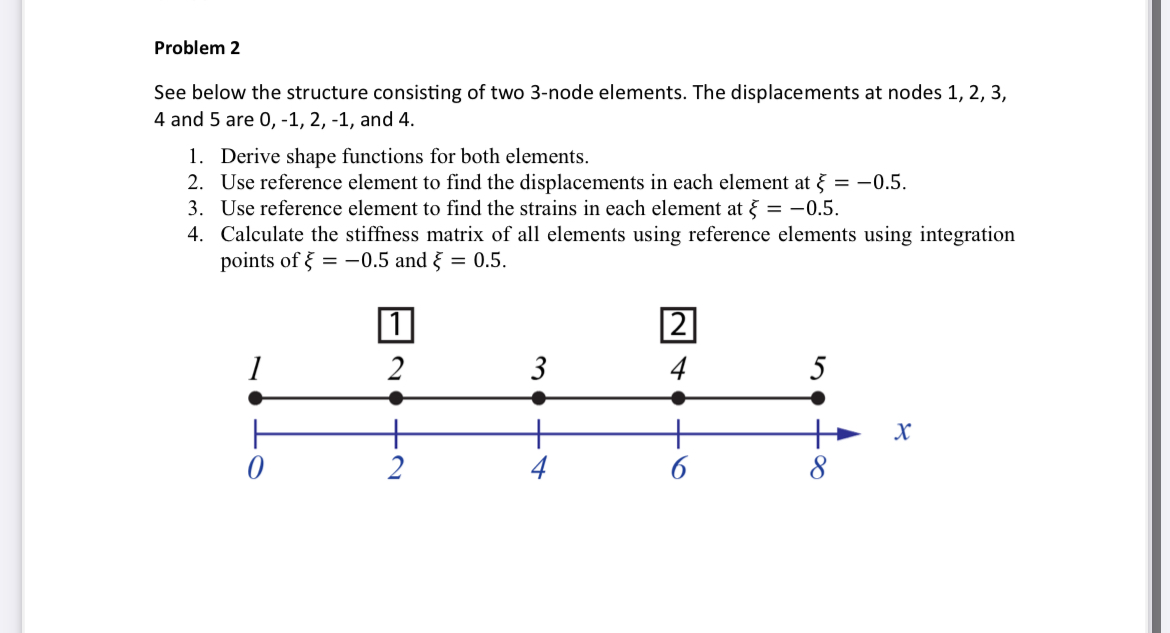 Problem 2
See below the structure consisting of two 3-node elements. The displacements at nodes 1, 2, 3,
4 and 5 are 0, -1, 2, -1, and 4.
1. Derive shape functions for both elements.
2. Use reference element to find the displacements in each element at ξ = −0.5.
3. Use reference element to find the strains in each element at ξ = −0.5.
4. Calculate the stiffness matrix of all elements using reference elements using integration
points of ξ = −0.5 and ξ = 0.5.
1 2
1 2 3 4 5
x
0 2 4 6 8